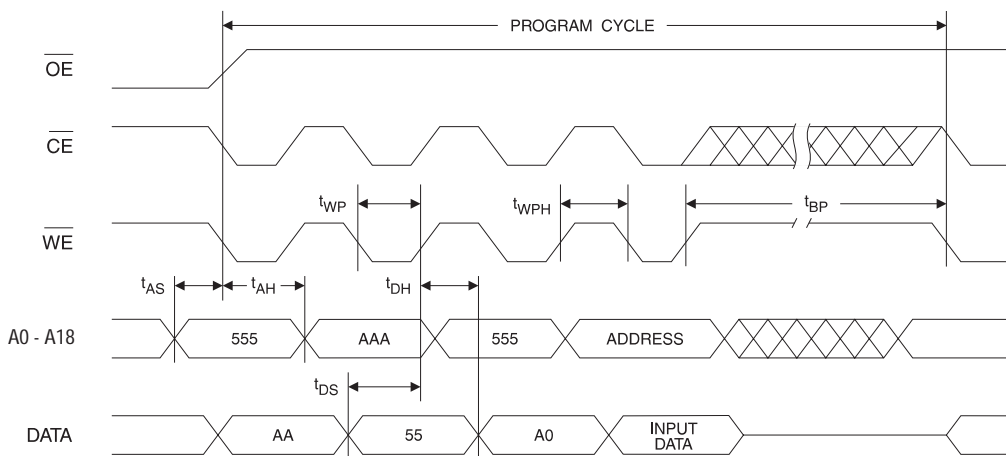 PROGRAM CYCLE
OE
CE
tWP
tWPH
tBP
WE
tAS
tAH
tDH
A0 - A18
555
AAA
555
ADDRESS
tDS
DATA
AA
55
A0
INPUT
DATA